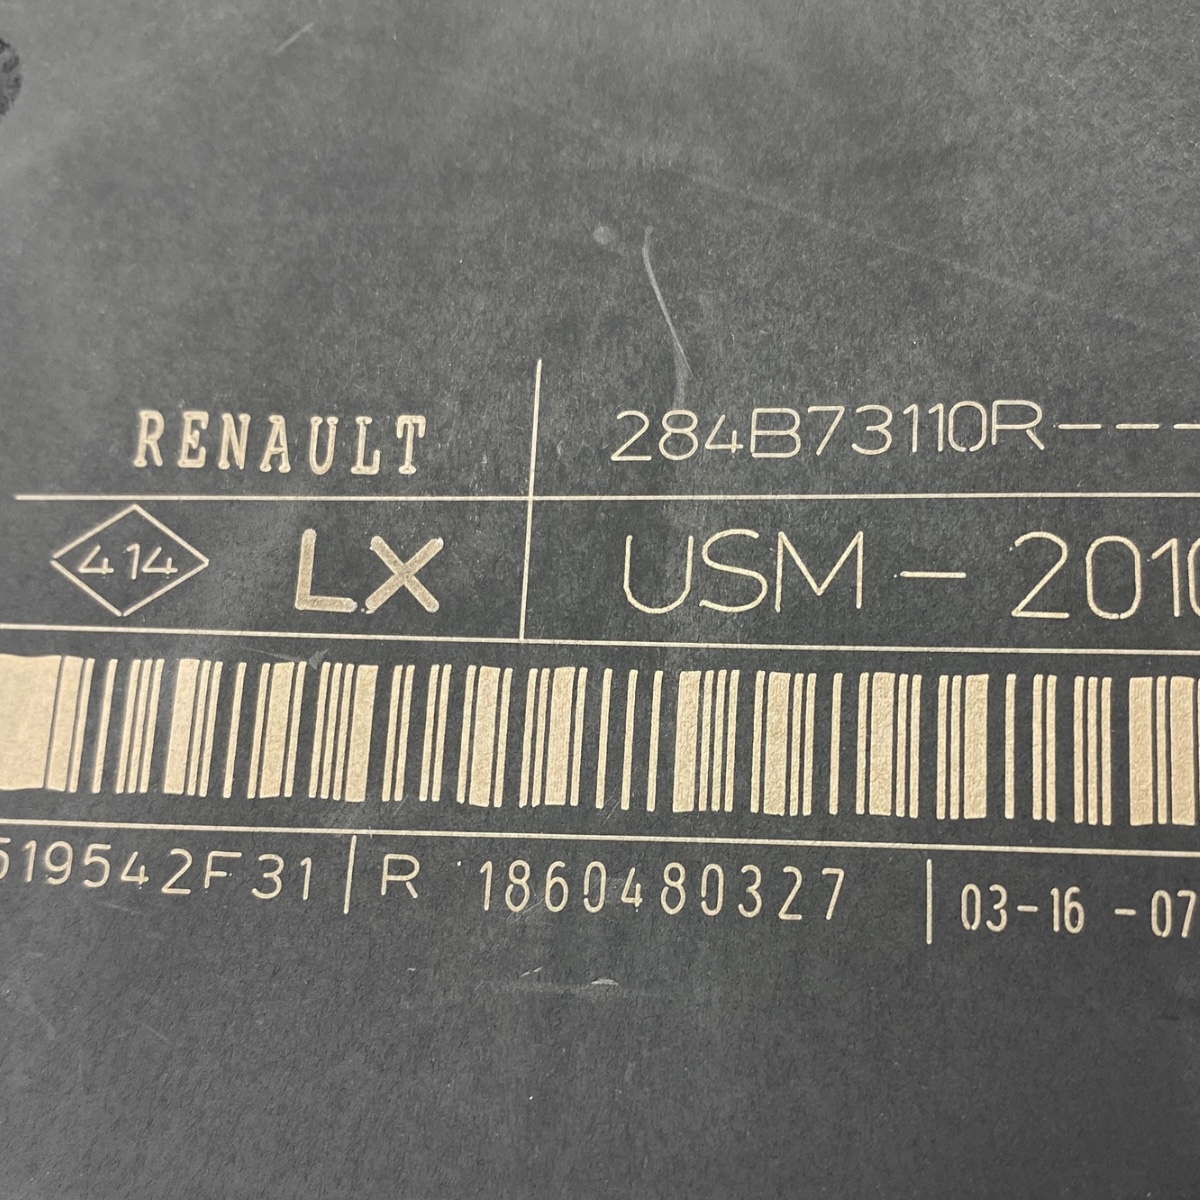 RENAULT 284B73110R---
414 LX USM - 2010
519542F31 R 1860480327 03-16 -07